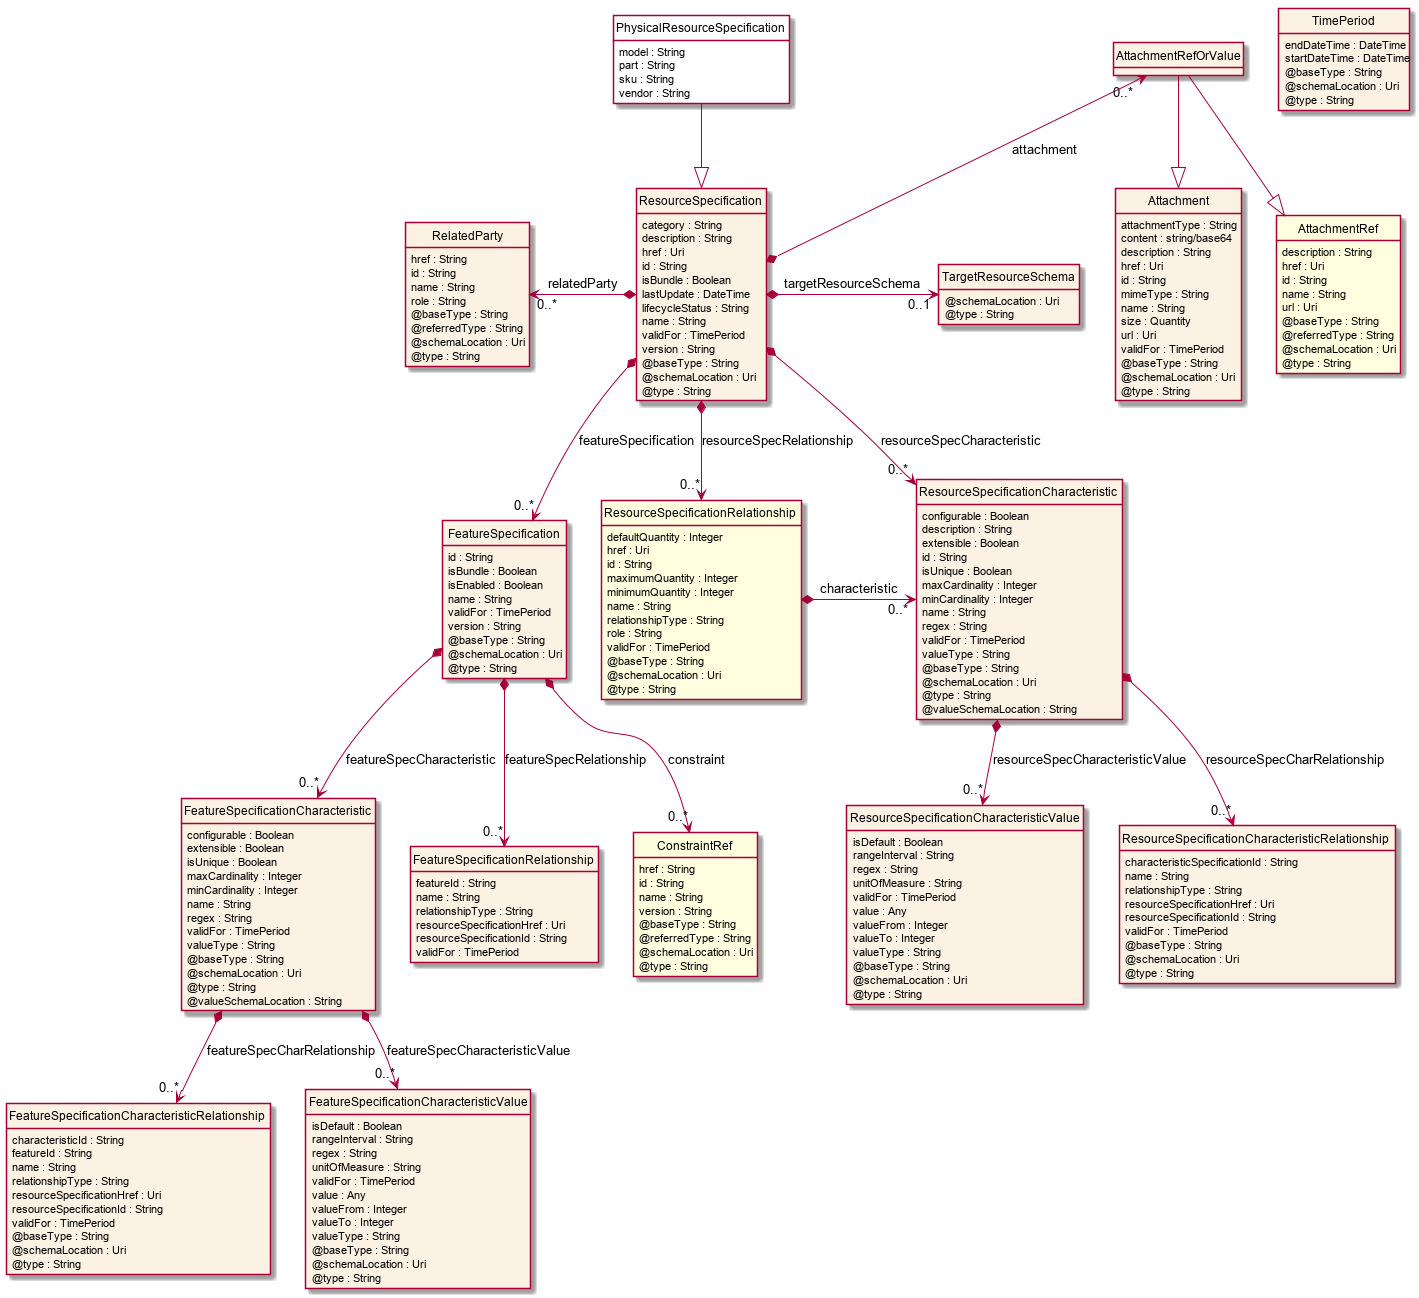 PhysicalResourceSpecification
model : String
part : String
sku : String
vendor : String
AttachmentRefOrValue
TimePeriod
endDateTime : DateTime
startDateTime : DateTime
@baseType : String
@schemaLocation : Uri
@type : String
0..*
attachment
ResourceSpecification
category : String
description : String
href : Uri
id : String
isBundle : Boolean
lastUpdate : DateTime
lifecycleStatus : String
name : String
validFor : TimePeriod
version : String
@baseType : String
@schemaLocation : Uri
@type : String
RelatedParty
href : String
id : String
name : String
role : String
@baseType : String
@referredType : String
@schemaLocation : Uri
@type : String
relatedParty
0..*
targetResourceSchema
0..1
TargetResourceSchema
@schemaLocation : Uri
@type : String
Attachment
attachmentType : String
content : string/base64
description : String
href : Uri
id : String
mimeType : String
name : String
size : Quantity
url : Uri
validFor : TimePeriod
@baseType : String
@schemaLocation : Uri
@type : String
AttachmentRef
description : String
href : Uri
id : String
name : String
url : Uri
@baseType : String
@referredType : String
@schemaLocation : Uri
@type : String
featureSpecification
0..*
resourceSpecRelationship
0..*
resourceSpecCharacteristic
0..*
FeatureSpecification
id : String
isBundle : Boolean
isEnabled : Boolean
name : String
validFor : TimePeriod
version : String
@baseType : String
@schemaLocation : Uri
@type : String
ResourceSpecificationRelationship
defaultQuantity : Integer
href : Uri
id : String
maximumQuantity : Integer
minimumQuantity : Integer
name : String
relationshipType : String
role : String
validFor : TimePeriod
@baseType : String
@schemaLocation : Uri
@type : String
characteristic
0..*
ResourceSpecificationCharacteristic
configurable : Boolean
description : String
extensible : Boolean
id : String
isUnique : Boolean
maxCardinality : Integer
minCardinality : Integer
name : String
regex : String
validFor : TimePeriod
valueType : String
@baseType : String
@schemaLocation : Uri
@type : String
@valueSchemaLocation : String
featureSpecCharacteristic
0..*
featureSpecRelationship
0..*
constraint
0..*
resourceSpecCharacteristicValue
0..*
resourceSpecCharRelationship
0..*
FeatureSpecificationCharacteristic
configurable : Boolean
extensible : Boolean
isUnique : Boolean
maxCardinality : Integer
minCardinality : Integer
name : String
regex : String
validFor : TimePeriod
valueType : String
@baseType : String
@schemaLocation : Uri
@type : String
@valueSchemaLocation : String
FeatureSpecificationRelationship
featureId : String
name : String
relationshipType : String
resourceSpecificationHref : Uri
resourceSpecificationId : String
validFor : TimePeriod
ConstraintRef
href : String
id : String
name : String
version : String
@baseType : String
@referredType : String
@schemaLocation : Uri
@type : String
ResourceSpecificationCharacteristicValue
isDefault : Boolean
rangeInterval : String
regex : String
unitOfMeasure : String
validFor : TimePeriod
value : Any
valueFrom : Integer
valueTo : Integer
valueType : String
@baseType : String
@schemaLocation : Uri
@type : String
ResourceSpecificationCharacteristicRelationship
characteristicSpecificationId : String
name : String
relationshipType : String
resourceSpecificationHref : Uri
resourceSpecificationId : String
validFor : TimePeriod
@baseType : String
@schemaLocation : Uri
@type : String
featureSpecCharRelationship
0..*
featureSpecCharacteristicValue
0..*
FeatureSpecificationCharacteristicRelationship
characteristicId : String
featureId : String
name : String
relationshipType : String
resourceSpecificationHref : Uri
resourceSpecificationId : String
validFor : TimePeriod
@baseType : String
@schemaLocation : Uri
@type : String
FeatureSpecificationCharacteristicValue
isDefault : Boolean
rangeInterval : String
regex : String
unitOfMeasure : String
validFor : TimePeriod
value : Any
valueFrom : Integer
valueTo : Integer
valueType : String
@baseType : String
@schemaLocation : Uri
@type : String